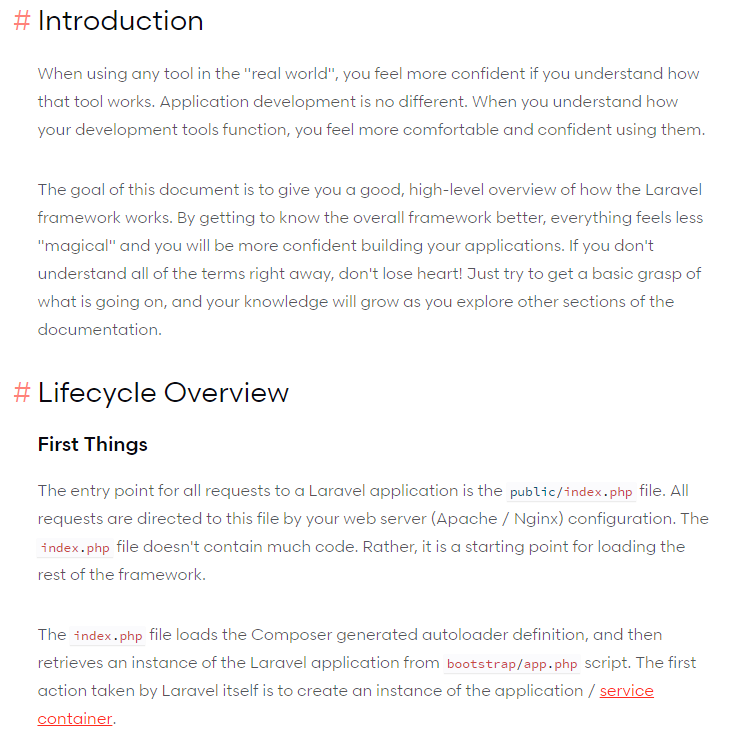 # Introduction
When using any tool in the "real world", you feel more confident if you understand how
that tool works. Application development is no different. When you understand how
your development tools function, you feel more comfortable and confident using them.
The goal of this document is to give you a good, high-level overview of how the Laravel
framework works. By getting to know the overall framework better, everything feels less
"magical" and you will be more confident building your applications. If you don't
understand all of the terms right away, don't lose heart! Just try to get a basic grasp of
what is going on, and your knowledge will grow as you explore other sections of the
documentation.
# Lifecycle Overview
First Things
The entry point for all requests to a Laravel application is the public/index.php file. All
requests are directed to this file by your web server (Apache / Nginx) configuration. The
index.php file doesn't contain much code. Rather, it is a starting point for loading the
rest of the framework.
The index.php file loads the Composer generated autoloader definition, and then
retrieves an instance of the Laravel application from bootstrap/app.php script. The first
action taken by Laravel itself is to create an instance of the application / service
container.